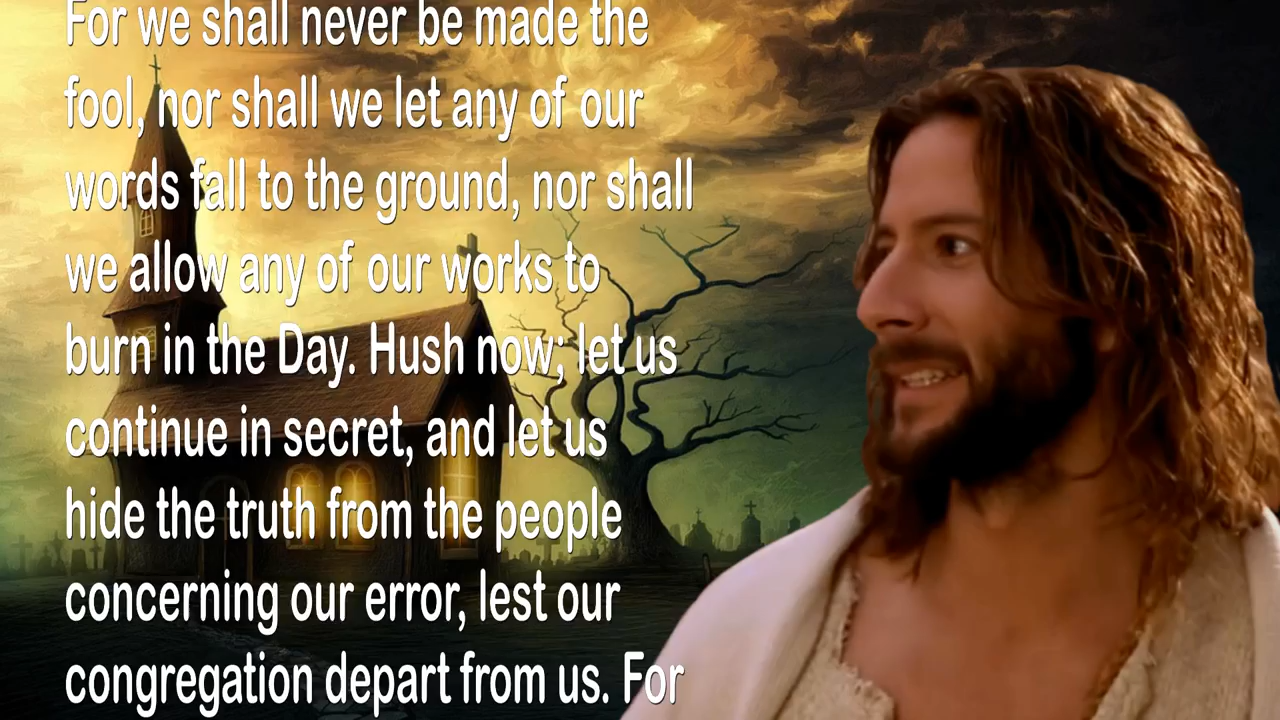 For we shall never be made the
fool, nor shall we let any of our
words fall to the ground, nor shall
we allow any of our works to
burn in the Day. Hush now; let us
continue in secret, and let us
hide the truth from the people
concerning our error, lest our
congregation depart from us. For